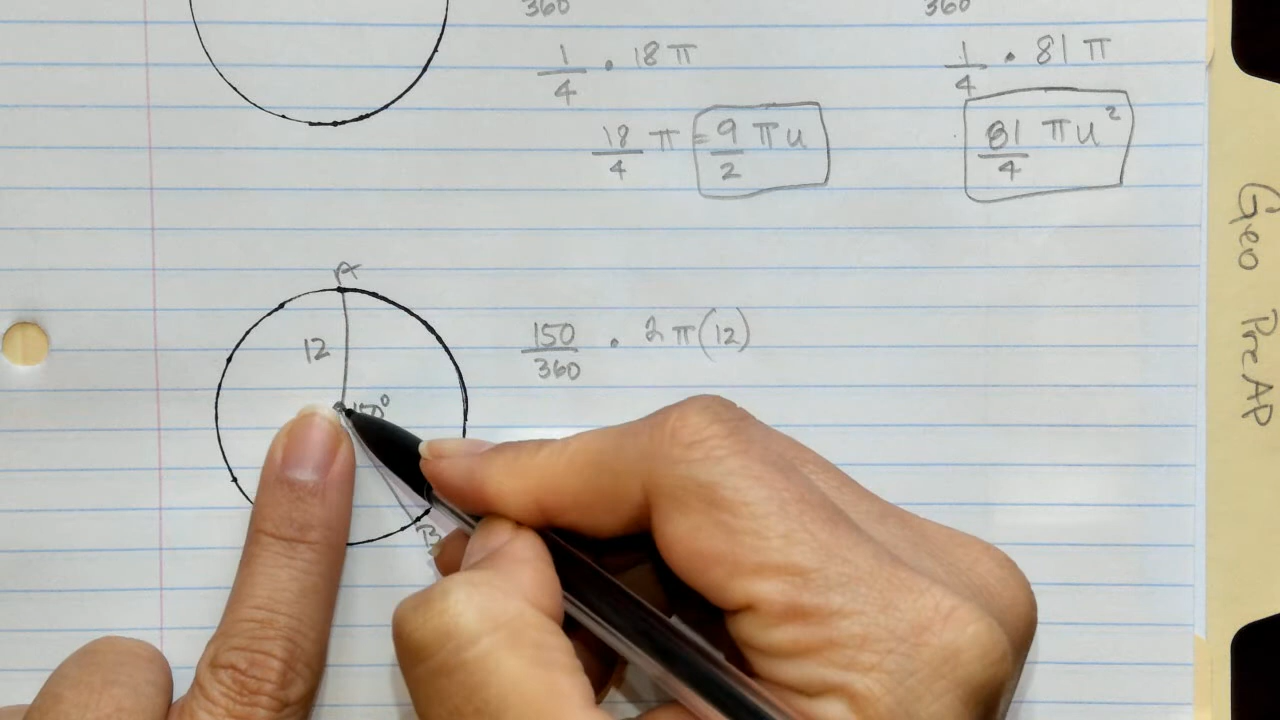 360 360
1/4 · 18π 1/4 · 81π
18/4 π = 9/2 πu 81/4 πu²
A
12 150/360 · 2π(12)
150°
B
Geo PreAP